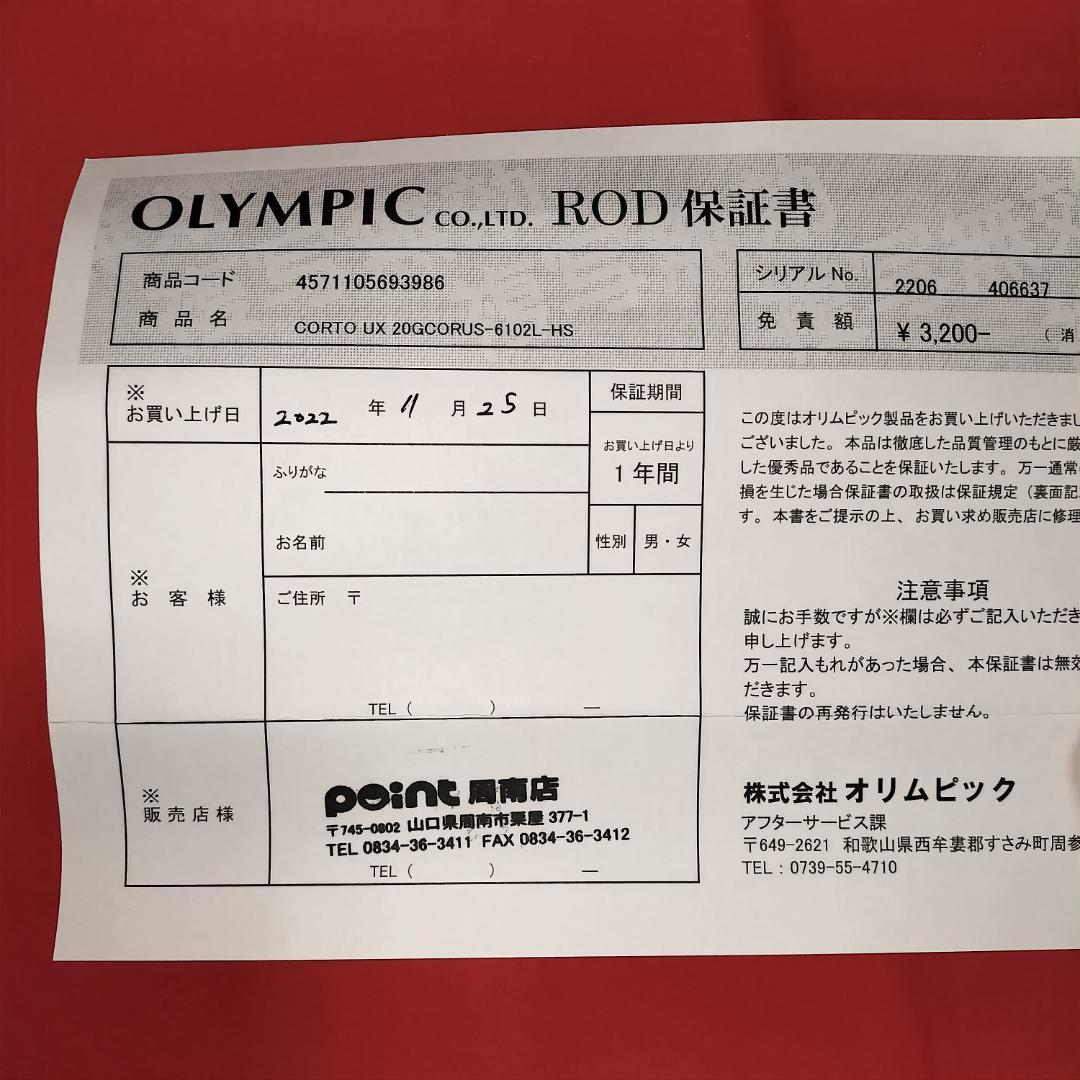 OLYMPIC CO.,LTD. ROD 保証書
商品コード 4571105693986
商品名 CORTO UX 20GCORUS-6102L-HS
シリアル No. 2206 406637
免責額 ¥ 3,200- (消
※
お買い上げ日 2022 年 11 月 25 日
保証期間
お買い上げ日より
1年間
※
お客様
ふりがな
お名前
性別 男・女
ご住所 〒
TEL ( ) —
※
販売店様
point 周南店
〒745-0802 山口県周南市栗屋 377-1
TEL 0834-36-3411 FAX 0834-36-3412
TEL ( ) —
この度はオリムピック製品をお買い上げいただきまし
ございました。本品は徹底した品質管理のもとに厳
した優秀品であることを保証いたします。万一通常
損を生じた場合保証書の取扱は保証規定(裏面記
す。本書をご提示の上、お買い求め販売店に修理
注意事項
誠にお手数ですが※欄は必ずご記入いただき
申し上げます。
万一記入もれがあった場合、本保証書は無効
だきます。
保証書の再発行はいたしません。
株式会社オリムピック
アフターサービス課
〒649-2621 和歌山県西牟婁郡すさみ町周参
TEL:0739-55-4710